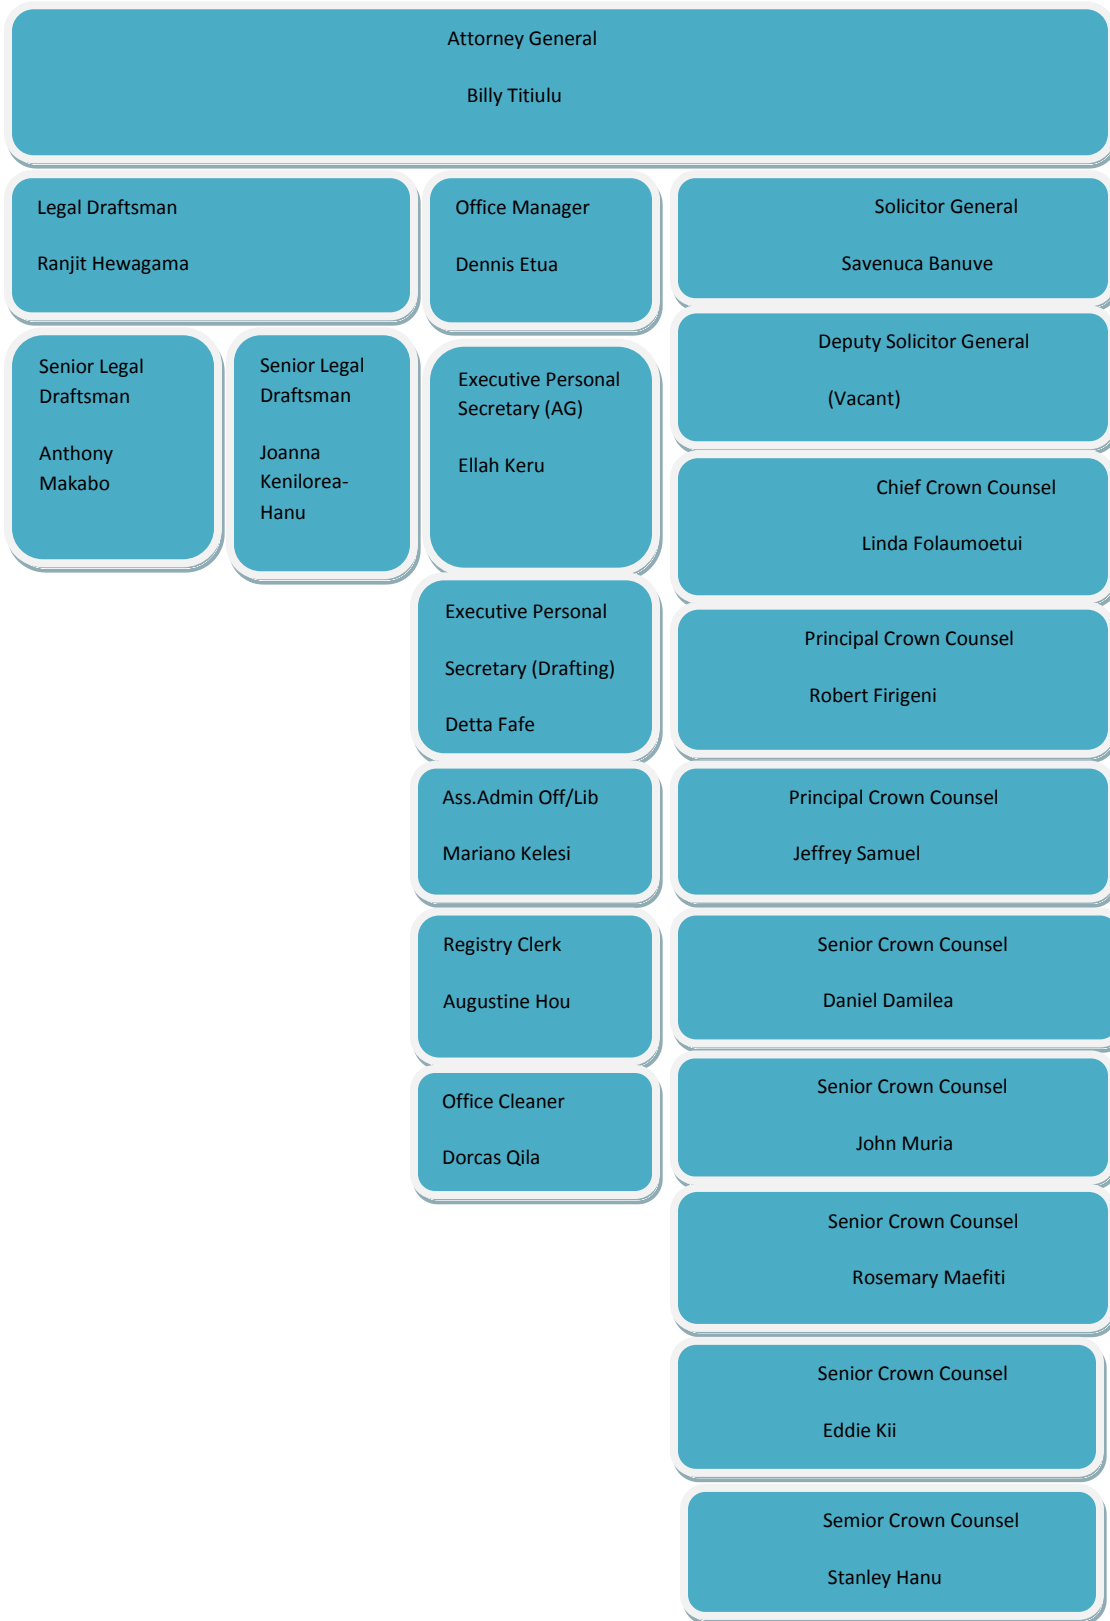 Attorney General
Billy Titiulu
Legal Draftsman
Ranjit Hewagama
Office Manager
Dennis Etua
Solicitor General
Savenuca Banuve
Senior Legal
Draftsman
Anthony
Makabo
Senior Legal
Draftsman
Joanna
Kenilorea-
Hanu
Executive Personal
Secretary (AG)
Ellah Keru
Deputy Solicitor General
(Vacant)
Chief Crown Counsel
Linda Folaumoetui
Executive Personal
Secretary (Drafting)
Detta Fafe
Principal Crown Counsel
Robert Firigeni
Ass.Admin Off/Lib
Mariano Kelesi
Principal Crown Counsel
Jeffrey Samuel
Registry Clerk
Augustine Hou
Senior Crown Counsel
Daniel Damilea
Office Cleaner
Dorcas Qila
Senior Crown Counsel
John Muria
Senior Crown Counsel
Rosemary Maefiti
Senior Crown Counsel
Eddie Kii
Semior Crown Counsel
Stanley Hanu